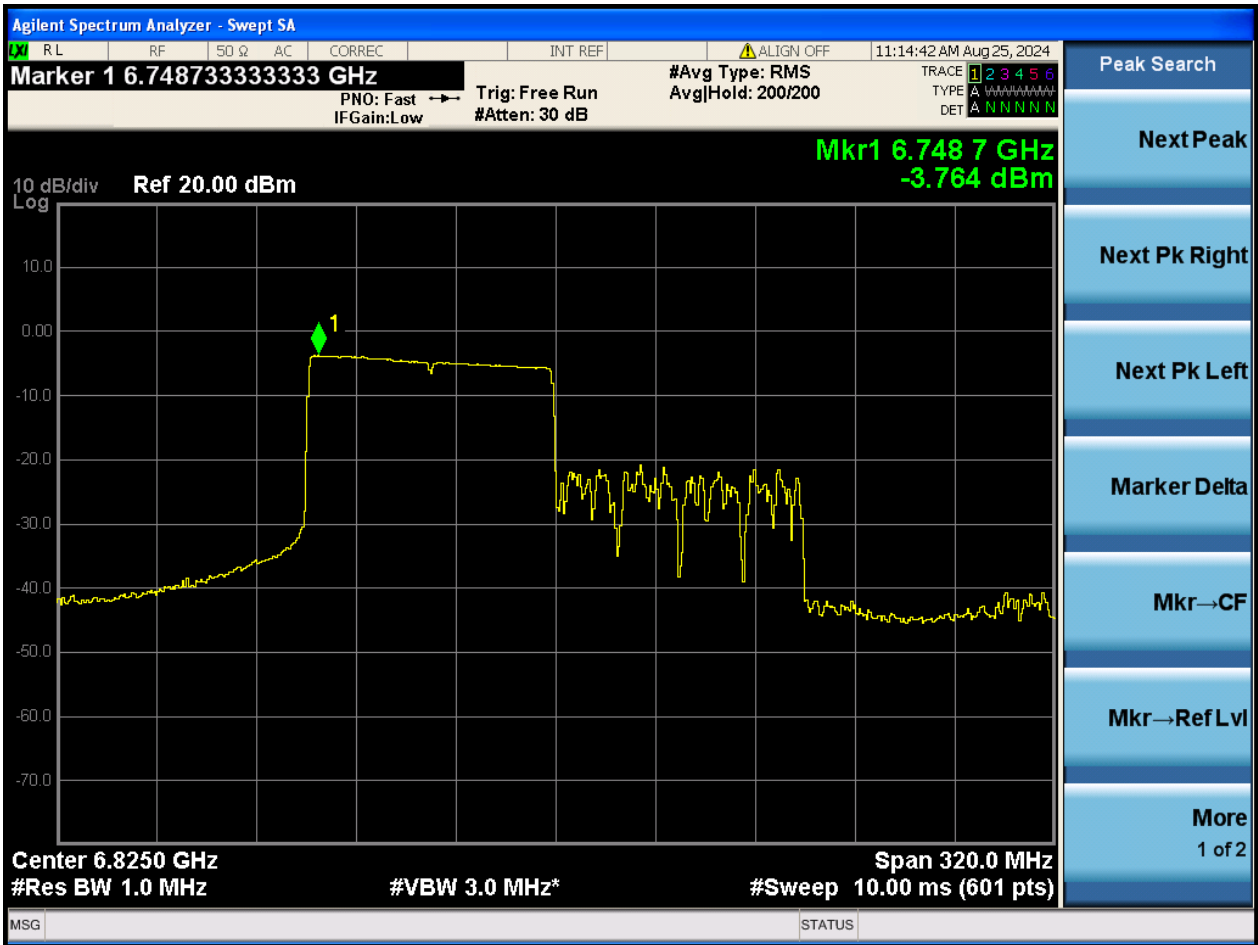 Agilent Spectrum Analyzer - Swept SA
LXI RL RF 50 Ω AC CORREC INT REF ALIGN OFF 11:14:42 AM Aug 25, 2024
Marker 1 6.748733333333 GHz
PNO: Fast
IFGain:Low
Trig: Free Run
#Atten: 30 dB
#Avg Type: RMS
Avg|Hold: 200/200
TRACE 1 2 3 4 5 6
TYPE A
DET A N N N N N
Mkr1 6.748 7 GHz
-3.764 dBm
10 dB/div Ref 20.00 dBm
Log
10.0
0.00
-10.0
-20.0
-30.0
-40.0
-50.0
-60.0
-70.0
1
Center 6.8250 GHz Span 320.0 MHz
#Res BW 1.0 MHz #VBW 3.0 MHz* #Sweep 10.00 ms (601 pts)
MSG STATUS
Peak Search
Next Peak
Next Pk Right
Next Pk Left
Marker Delta
Mkr→CF
Mkr→Ref Lvl
More
1 of 2